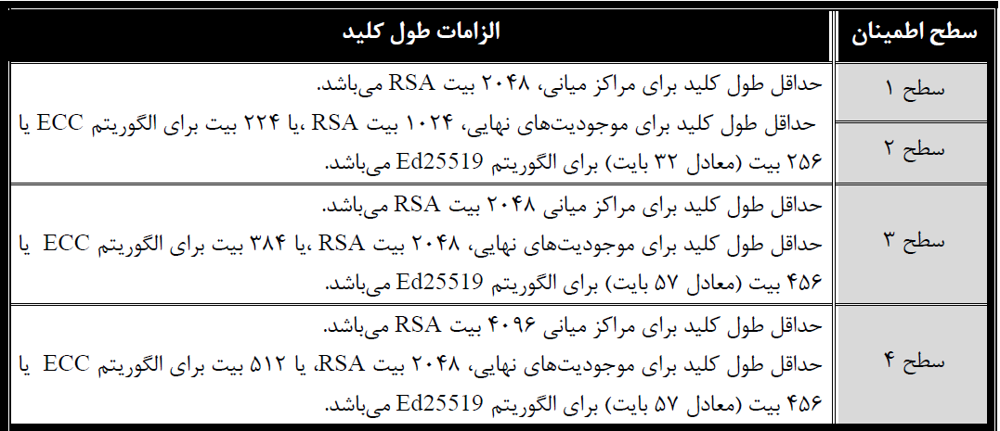 سطح اطمینان
الزامات طول کلید
سطح ۱
حداقل طول کلید برای مراکز میانی، ۲۰۴۸ بیت RSA می‌باشد.
حداقل طول کلید برای موجودیت‌های نهایی، ۱۰۲۴ بیت RSA ،یا ۲۲۴ بیت برای الگوریتم ECC یا
سطح ۲
۲۵۶ بیت (معادل ۳۲ بایت) برای الگوریتم Ed25519 می‌باشد.
سطح ۳
حداقل طول کلید برای مراکز میانی ۲۰۴۸ بیت RSA می‌باشد.
حداقل طول کلید برای موجودیت‌های نهایی، ۲۰۴۸ بیت RSA ،یا ۳۸۴ بیت برای الگوریتم ECC یا
۴۵۶ بیت (معادل ۵۷ بایت) برای الگوریتم Ed25519 می‌باشد.
سطح ۴
حداقل طول کلید برای مراکز میانی ۴۰۹۶ بیت RSA می‌باشد.
حداقل طول کلید برای موجودیت‌های نهایی، ۲۰۴۸ بیت RSA، یا ۵۱۲ بیت برای الگوریتم ECC یا
۴۵۶ بیت (معادل ۵۷ بایت) برای الگوریتم Ed25519 می‌باشد.